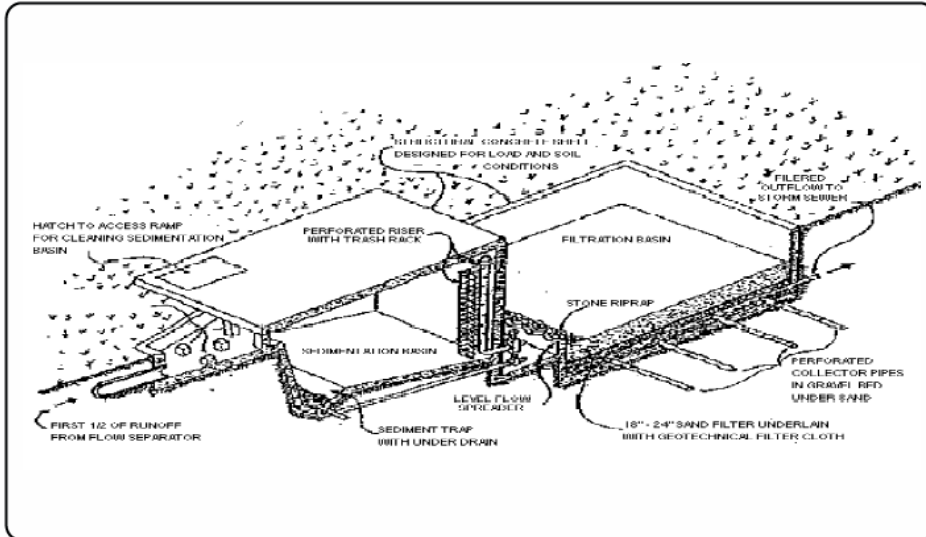 STRUCTURAL CONCRETE SHELL
DESIGNED FOR LOAD AND SOIL
CONDITIONS
FILERED
OUTFLOW TO
STORM SEWER
HATCH TO ACCESS RAMP
FOR CLEANING SEDIMENTATION
BASIN
PERFORATED RISER
WITH TRASH RACK
FILTRATION BASIN
STONE RIPRAP
SEDIMENTATION BASIN
PERFORATED
COLLECTOR PIPES
IN GRAVEL BED
UNDER SAND
LEVEL FLOW
SPREADER
FIRST 1/2 OF RUNOFF
FROM FLOW SEPARATOR
SEDIMENT TRAP
WITH UNDER DRAIN
18" - 24" SAND FILTER UNDERLAIN
WITH GEOTECHNICAL FILTER CLOTH